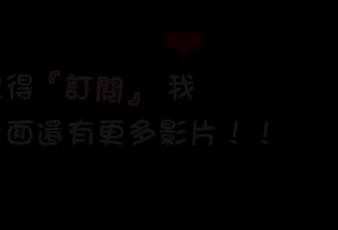 得『訂閱』 我
面還有更多影片！！